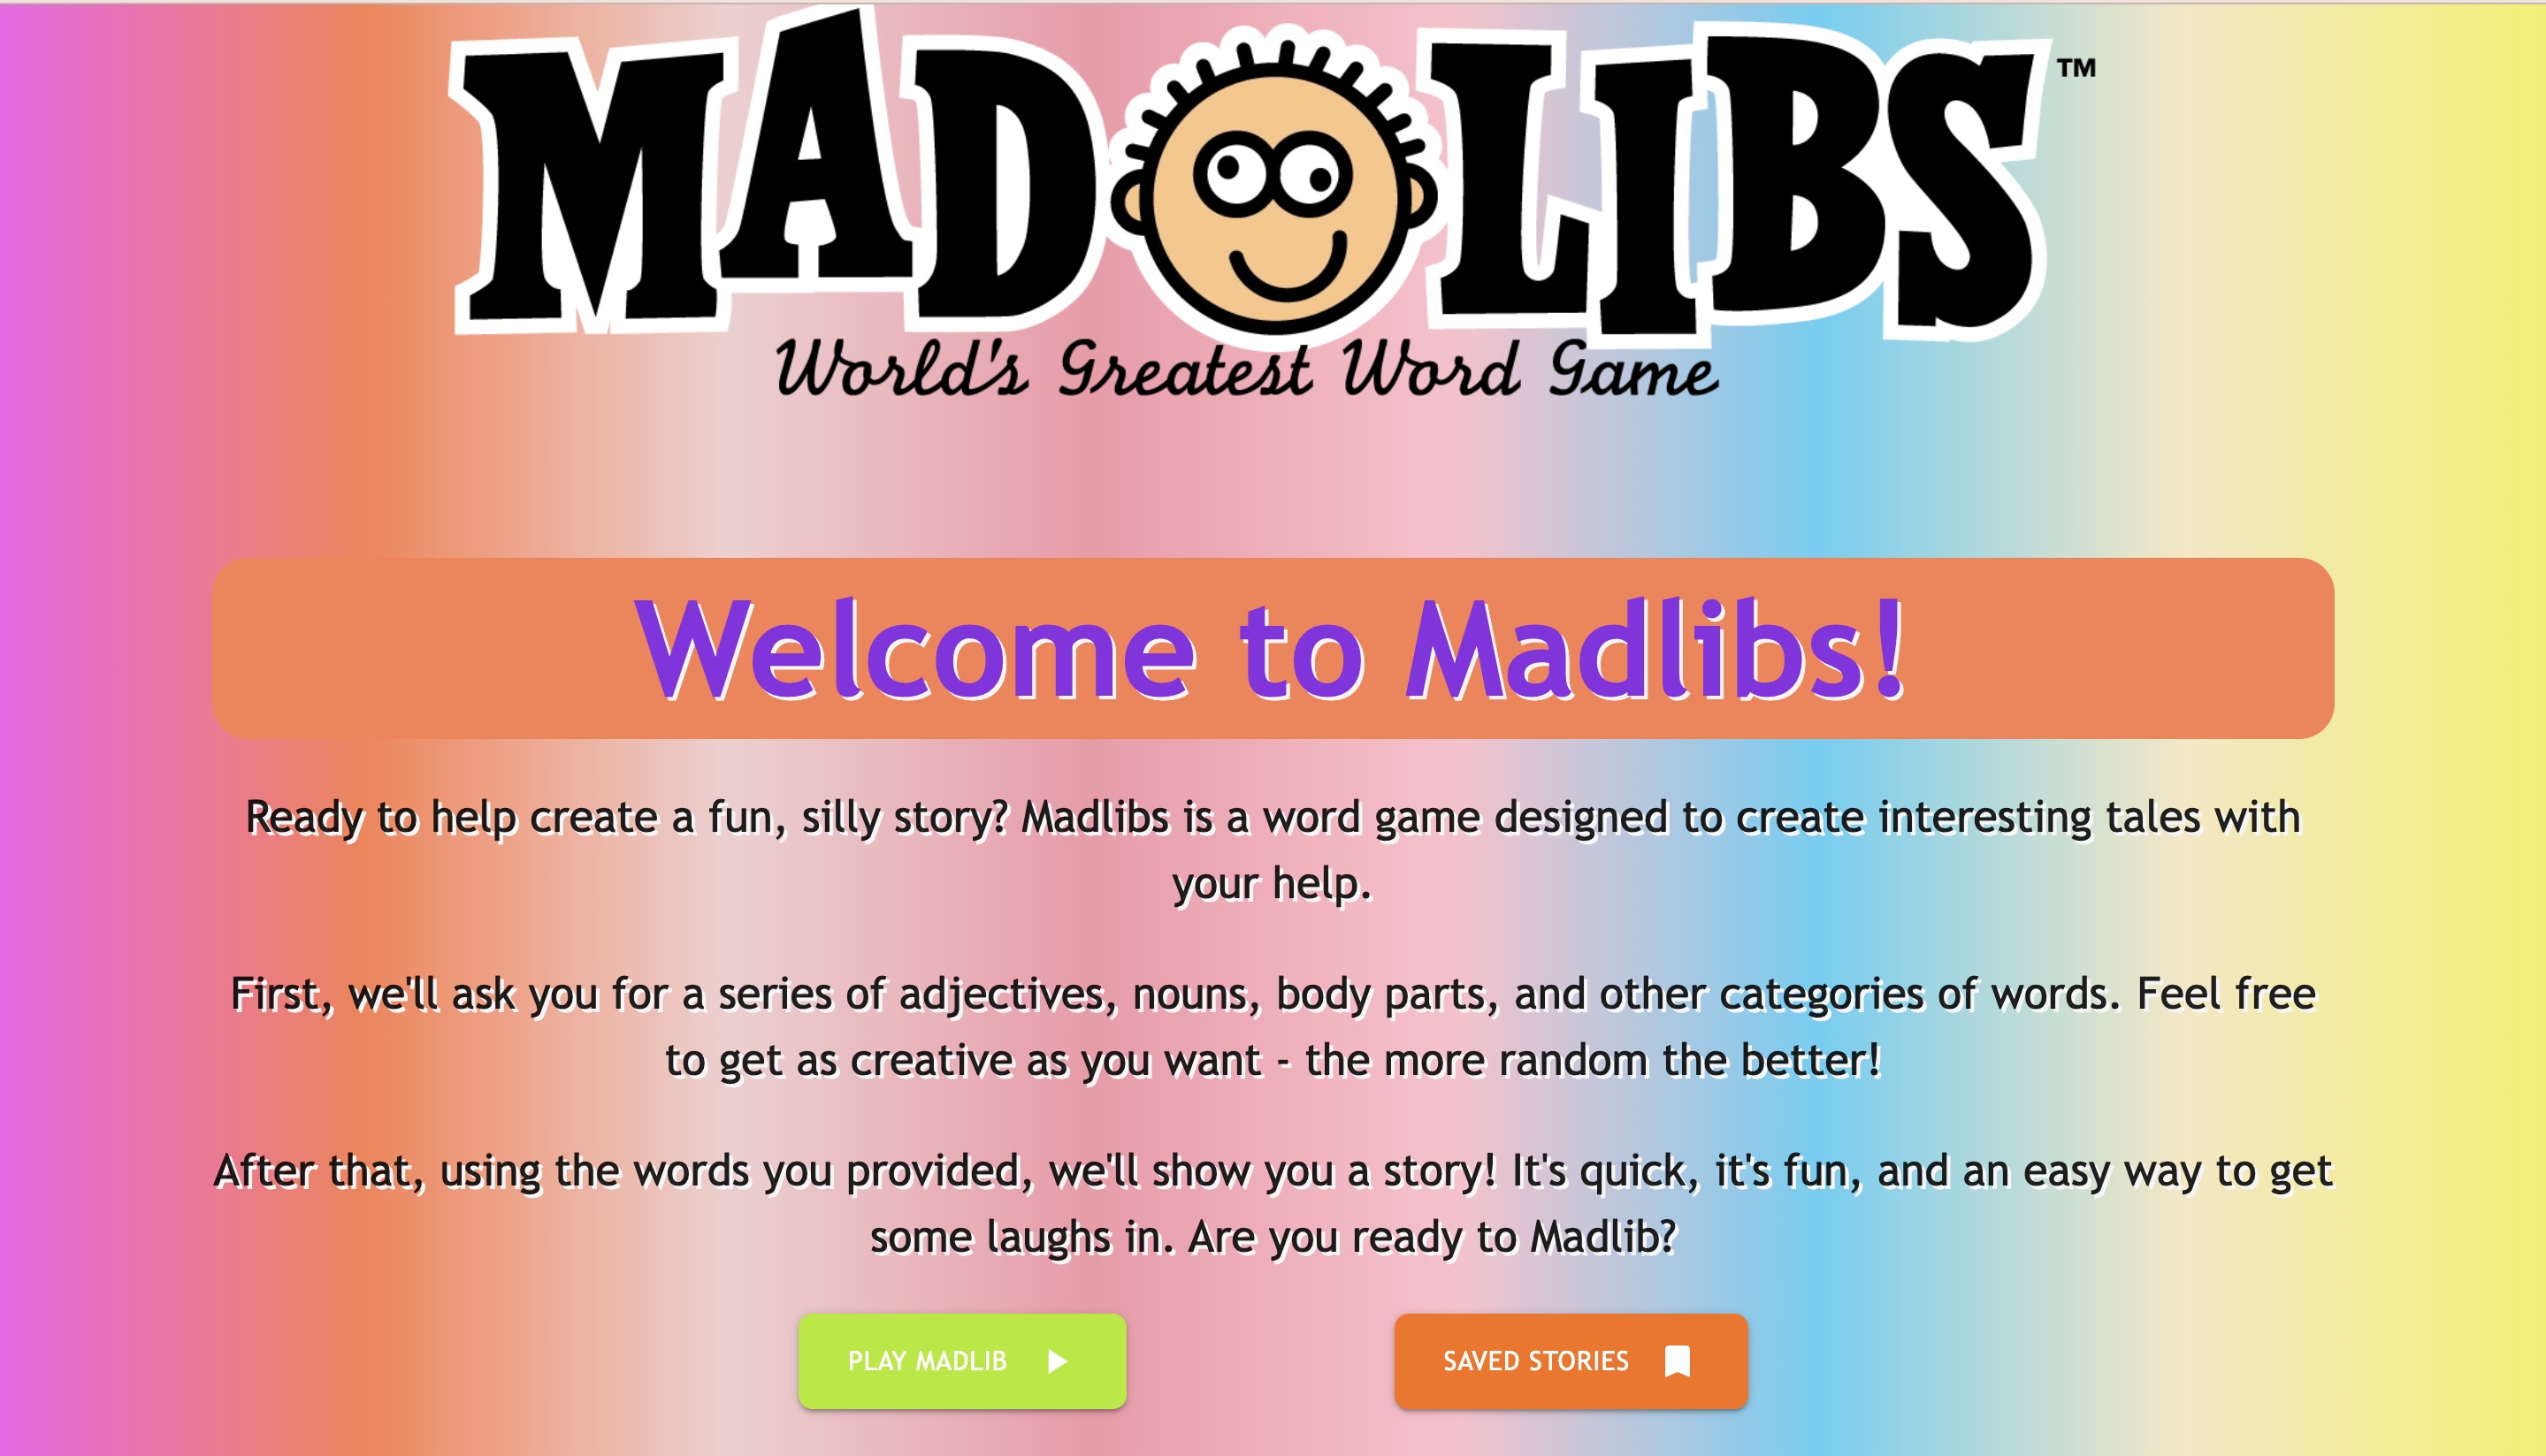 MAD LIBS ™
World's Greatest Word Game
Welcome to Madlibs!
Ready to help create a fun, silly story? Madlibs is a word game designed to create interesting tales with
your help.
First, we'll ask you for a series of adjectives, nouns, body parts, and other categories of words. Feel free
to get as creative as you want - the more random the better!
After that, using the words you provided, we'll show you a story! It's quick, it's fun, and an easy way to get
some laughs in. Are you ready to Madlib?
PLAY MADLIB
SAVED STORIES